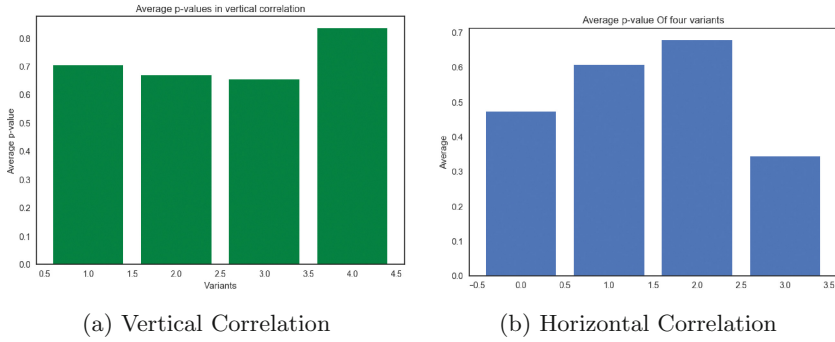 Average p-values in vertical correlation
0.8
0.7
0.6
0.5
0.4
0.3
0.2
0.1
0.0
Average p-value
0.5 1.0 1.5 2.0 2.5 3.0 3.5 4.0 4.5
Variants
(a) Vertical Correlation
Average p-value Of four variants
0.7
0.6
0.5
0.4
0.3
0.2
0.1
0.0
Average
−0.5 0.0 0.5 1.0 1.5 2.0 2.5 3.0 3.5
(b) Horizontal Correlation